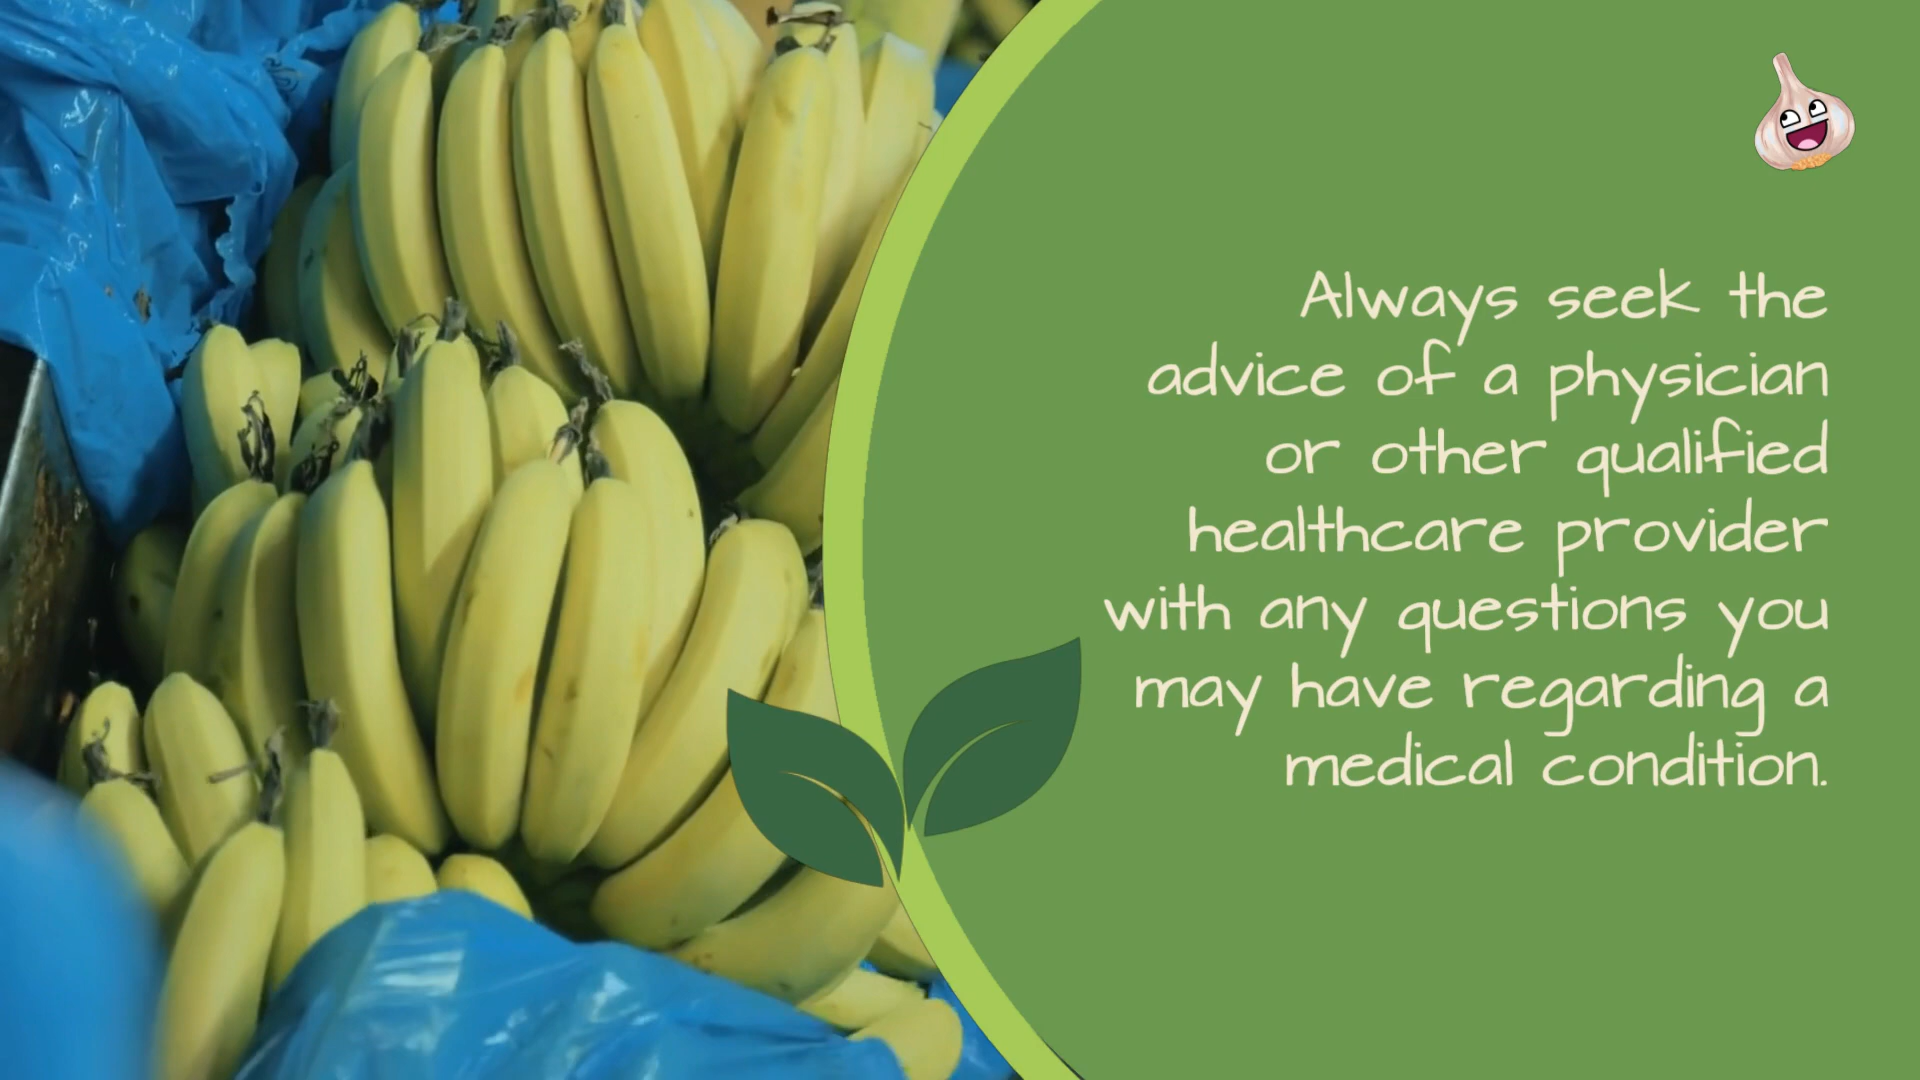 Always seek the
advice of a physician
or other qualified
healthcare provider
with any questions you
may have regarding a
medical condition.